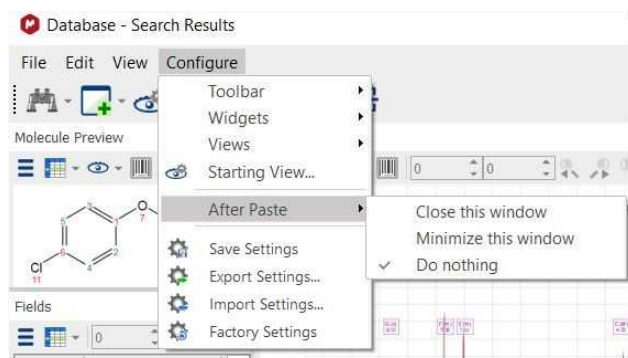 Database - Search Results
File Edit View Configure
Toolbar
Widgets
Views
Starting View...
After Paste
Save Settings
Export Settings...
Import Settings...
Factory Settings
Close this window
Minimize this window
Do nothing
Molecule Preview
0 0
3
5 1 O
7
6 2
4
Cl
11
Fields
0